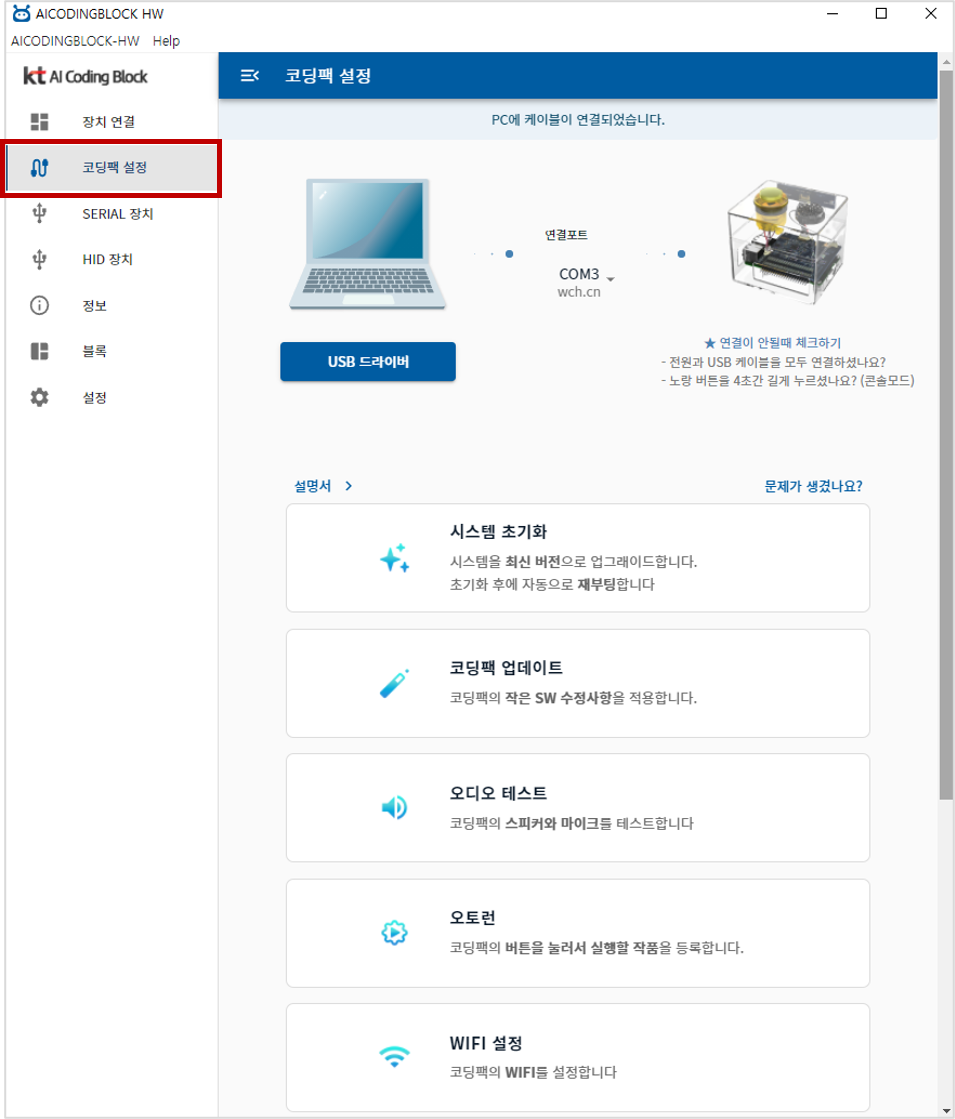 AICODINGBLOCK HW
AICODINGBLOCK-HW Help
kt AI Coding Block
장치 연결
코딩팩 설정
SERIAL 장치
HID 장치
정보
블록
설정
코딩팩 설정
PC에 케이블이 연결되었습니다.
연결포트
COM3
wch.cn
USB 드라이버
★ 연결이 안될때 체크하기
- 전원과 USB 케이블을 모두 연결하셨나요?
- 노랑 버튼을 4초간 길게 누르셨나요? (콘솔모드)
설명서 >
문제가 생겼나요?
시스템 초기화
시스템을 최신 버전으로 업그레이드합니다.
초기화 후에 자동으로 재부팅합니다
코딩팩 업데이트
코딩팩의 작은 SW 수정사항을 적용합니다.
오디오 테스트
코딩팩의 스피커와 마이크를 테스트합니다
오토런
코딩팩의 버튼을 눌러서 실행할 작품을 등록합니다.
WIFI 설정
코딩팩의 WIFI를 설정합니다